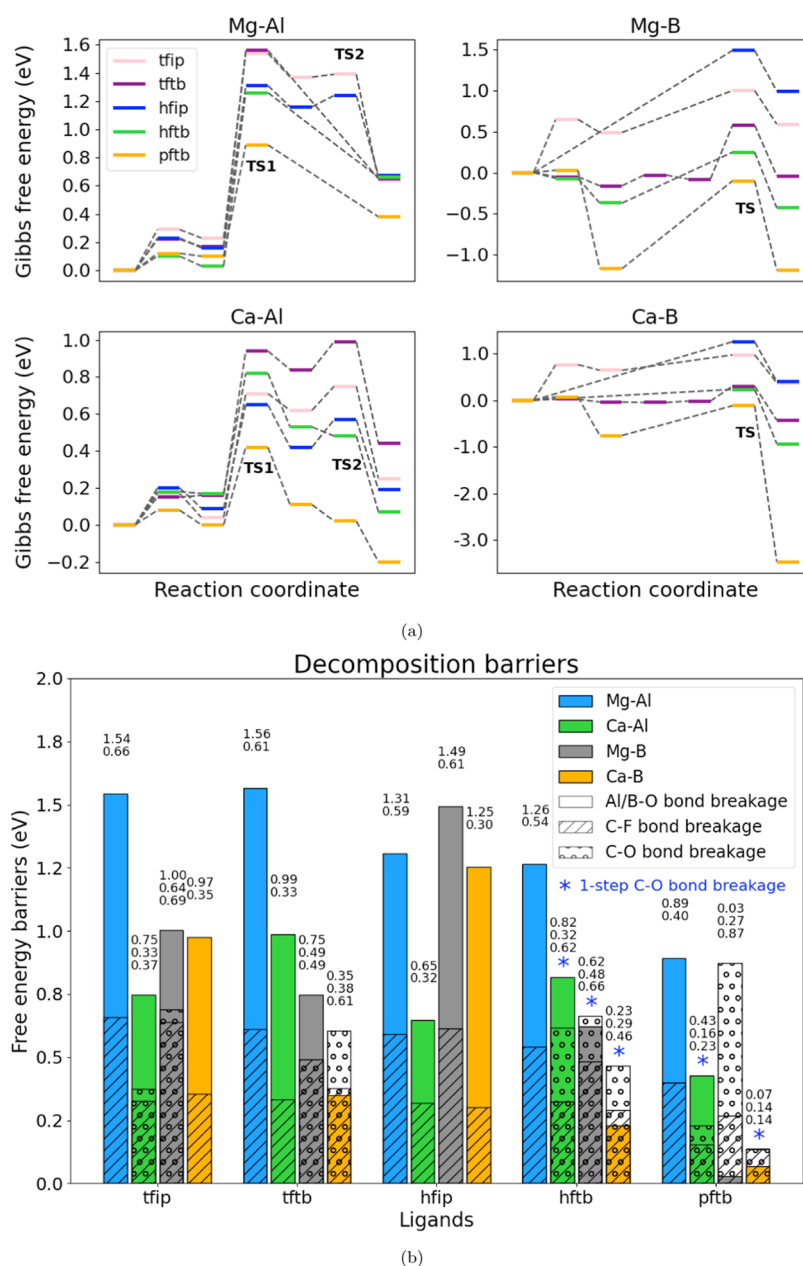 Mg-Al
Mg-B
Gibbs free energy (eV)
1.6
1.4
1.2
1.0
0.8
0.6
0.4
0.2
0.0
tfip
tftb
hfip
hftb
pftb
TS2
TS1
1.5
1.0
0.5
0.0
−0.5
−1.0
TS
Ca-Al
Ca-B
Gibbs free energy (eV)
1.0
0.8
0.6
0.4
0.2
0.0
−0.2
TS1
TS2
1.0
0.0
-1.0
-2.0
-3.0
TS
Reaction coordinate
Reaction coordinate
(a)
Decomposition barriers
Free energy barriers (eV)
2.0
1.8
1.5
1.2
1.0
0.8
0.5
0.2
0.0
Mg-Al
Ca-Al
Mg-B
Ca-B
Al/B-O bond breakage
C-F bond breakage
C-O bond breakage
* 1-step C-O bond breakage
1.54
0.66
0.75
0.33
0.37
1.00
0.64
0.69
0.97
0.35
1.56
0.61
0.99
0.33
0.75
0.49
0.49
0.35
0.38
0.61
1.31
0.59
0.65
0.32
1.49
0.61
1.25
0.30
1.26
0.54
0.82
0.32
0.62
*
0.62
0.48
0.66
*
0.23
0.29
0.46
*
0.89
0.40
0.43
0.16
0.23
*
0.03
0.27
0.87
0.07
0.14
0.14
*
tfip
tftb
hfip
hftb
pftb
Ligands
(b)